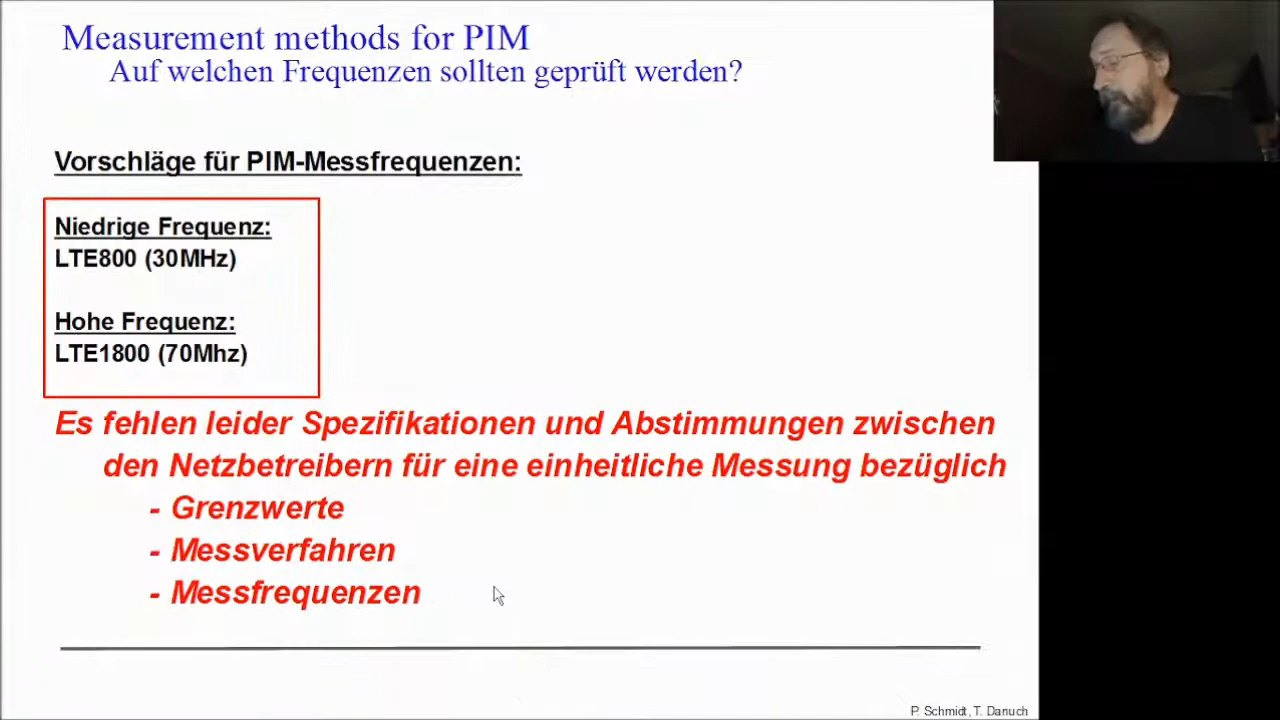 Measurement methods for PIM
Auf welchen Frequenzen sollten geprüft werden?
Vorschläge für PIM-Messfrequenzen:
Niedrige Frequenz:
LTE800 (30MHz)
Hohe Frequenz:
LTE1800 (70Mhz)
Es fehlen leider Spezifikationen und Abstimmungen zwischen
den Netzbetreibern für eine einheitliche Messung bezüglich
- Grenzwerte
- Messverfahren
- Messfrequenzen
P. Schmidt, T. Danuch